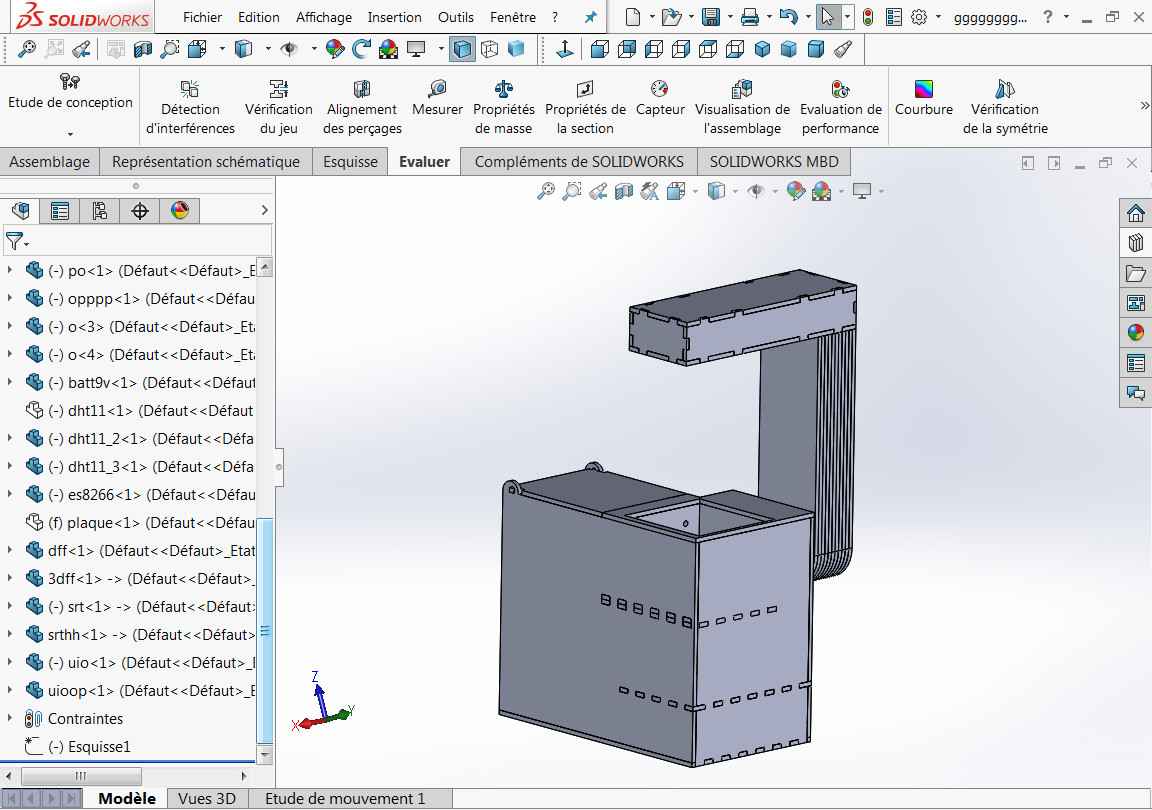 SOLIDWORKS Fichier Edition Affichage Insertion Outils Fenêtre ? ggggggggg... ?
Etude de conception
Détection d'interférences
Vérification du jeu
Alignement des perçages
Mesurer
Propriétés de masse
Propriétés de la section
Capteur
Visualisation de l'assemblage
Evaluation de performance
Courbure
Vérification de la symétrie
»
Assemblage Représentation schématique Esquisse Evaluer Compléments de SOLIDWORKS SOLIDWORKS MBD
(-) po<1> (Défaut<<Défaut>_E
(-) opppp<1> (Défaut<<Défau
(-) o<3> (Défaut<<Défaut>_Eta
(-) o<4> (Défaut<<Défaut>_Eta
(-) batt9v<1> (Défaut<<Défaut
(-) dht11<1> (Défaut<<Défaut
(-) dht11_2<1> (Défaut<<Défa
(-) dht11_3<1> (Défaut<<Défa
(-) es8266<1> (Défaut<<Défau
(f) plaque<1> (Défaut<<Défau
dff<1> (Défaut<<Défaut>_Etat
3dff<1> -> (Défaut<<Défaut>_
(-) srt<1> -> (Défaut<<Défaut>
srthh<1> -> (Défaut<<Défaut>
(-) uio<1> (Défaut<<Défaut>_E
uioop<1> (Défaut<<Défaut>_E
Contraintes
(-) Esquisse1
Z
X
Y
Modèle Vues 3D Etude de mouvement 1